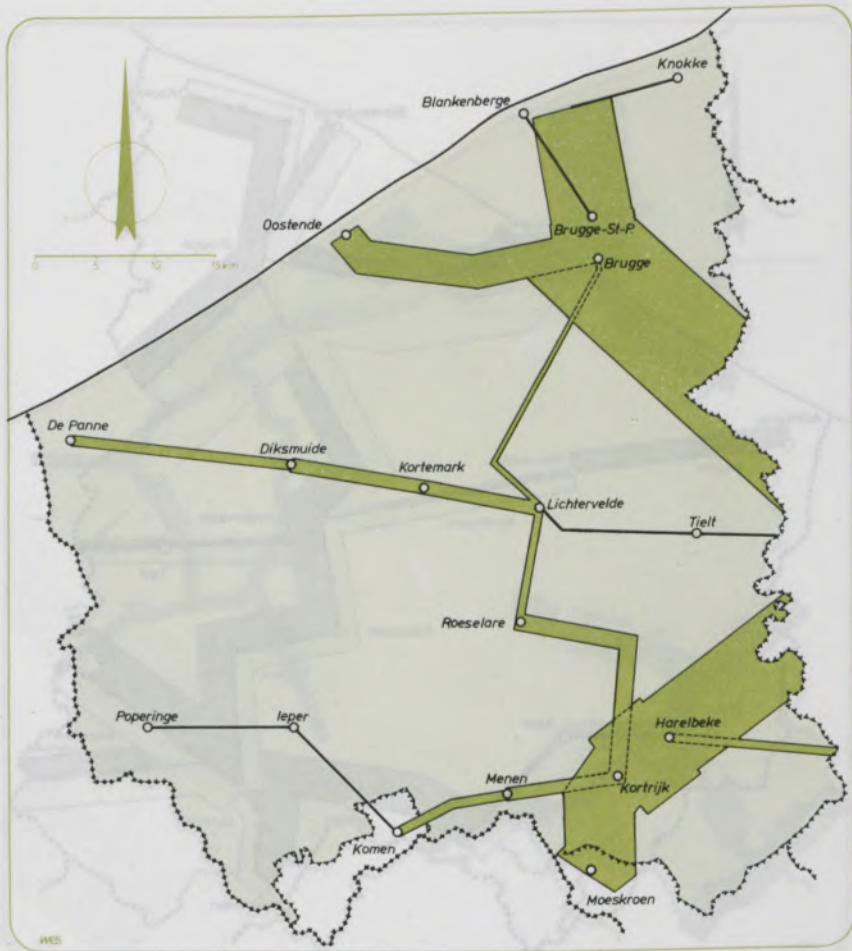 Knokke
Blankenberge
Oostende
0 5 10 15 km
Brugge-St-P.
Brugge
De Panne
Diksmuide
Kortemark
Lichtervelde
Tielt
Roeselare
Poperinge
Ieper
Harelbeke
Menen
Kortrijk
Komen
Moeskroen
WES